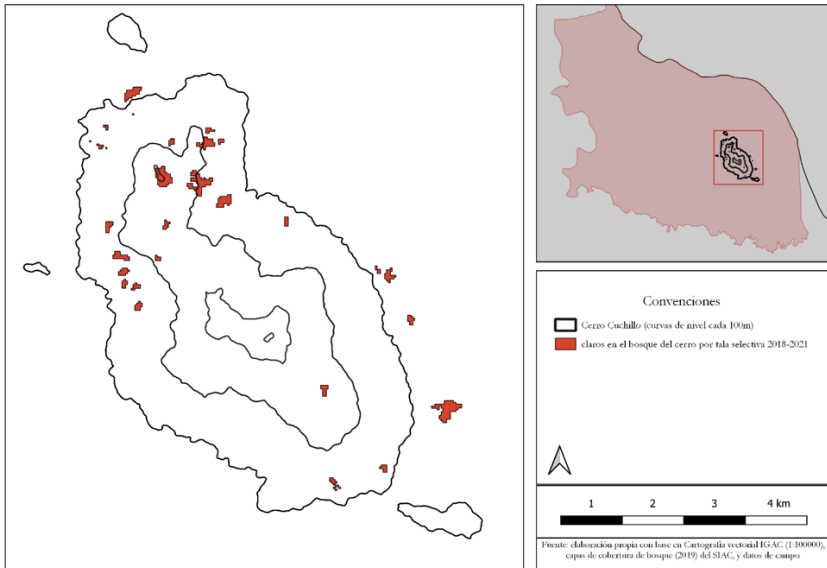 Convenciones
Cerro Cuchillo (curvas de nivel cada 100m)
claros en el bosque del cerro por tala selectiva 2018-2021
1 2 3 4 km
Fuente: elaboración propia con base en Cartografía vectorial IGAC (1:100000),
capas de cobertura de bosque (2019) del SIAC, y datos de campo.